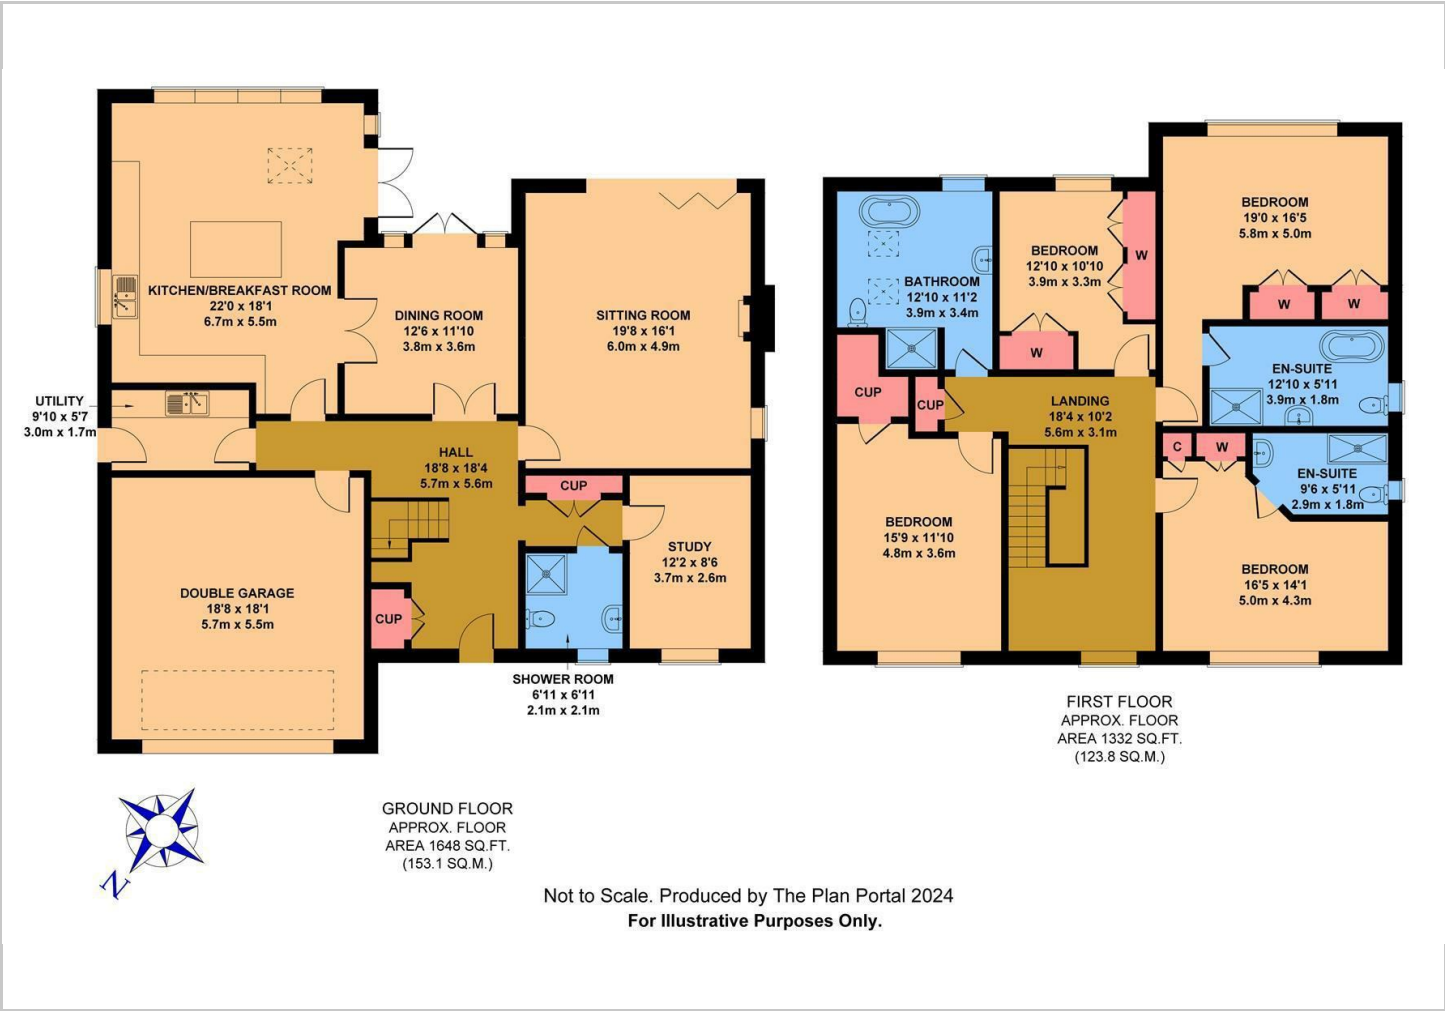 KITCHEN/BREAKFAST ROOM
22'0 x 18'1
6.7m x 5.5m
DINING ROOM
12'6 x 11'10
3.8m x 3.6m
SITTING ROOM
19'8 x 16'1
6.0m x 4.9m
UTILITY
9'10 x 5'7
3.0m x 1.7m
HALL
18'8 x 18'4
5.7m x 5.6m
CUP
STUDY
12'2 x 8'6
3.7m x 2.6m
DOUBLE GARAGE
18'8 x 18'1
5.7m x 5.5m
CUP
SHOWER ROOM
6'11 x 6'11
2.1m x 2.1m
N
GROUND FLOOR
APPROX. FLOOR
AREA 1648 SQ.FT.
(153.1 SQ.M.)
BATHROOM
12'10 x 11'2
3.9m x 3.4m
BEDROOM
12'10 x 10'10
3.9m x 3.3m
W
W
BEDROOM
19'0 x 16'5
5.8m x 5.0m
W
W
CUP
CUP
LANDING
18'4 x 10'2
5.6m x 3.1m
EN-SUITE
12'10 x 5'11
3.9m x 1.8m
C
W
EN-SUITE
9'6 x 5'11
2.9m x 1.8m
BEDROOM
15'9 x 11'10
4.8m x 3.6m
BEDROOM
16'5 x 14'1
5.0m x 4.3m
FIRST FLOOR
APPROX. FLOOR
AREA 1332 SQ.FT.
(123.8 SQ.M.)
Not to Scale. Produced by The Plan Portal 2024
For Illustrative Purposes Only.